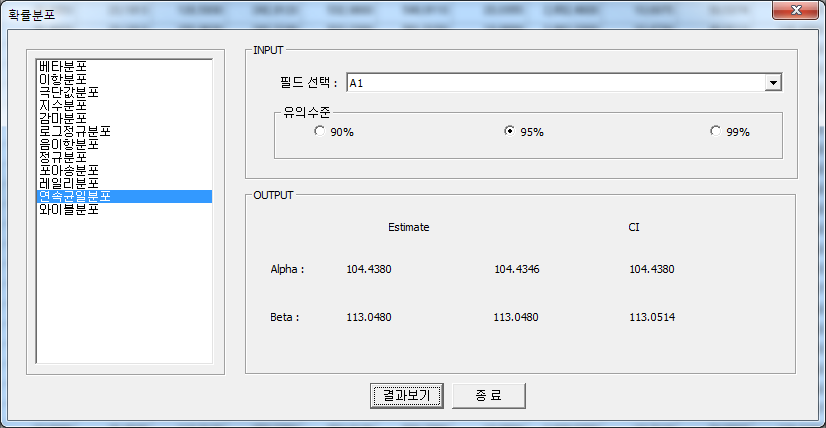 확률분포
베타분포
이항분포
극단값분포
지수분포
감마분포
로그정규분포
음이항분포
정규분포
포아송분포
레일리분포
연속균일분포
와이블분포
INPUT
필드 선택 : A1
유의수준
90% 95% 99%
OUTPUT
Estimate CI
Alpha : 104.4380 104.4346 104.4380
Beta : 113.0480 113.0480 113.0514
결과보기 종 료